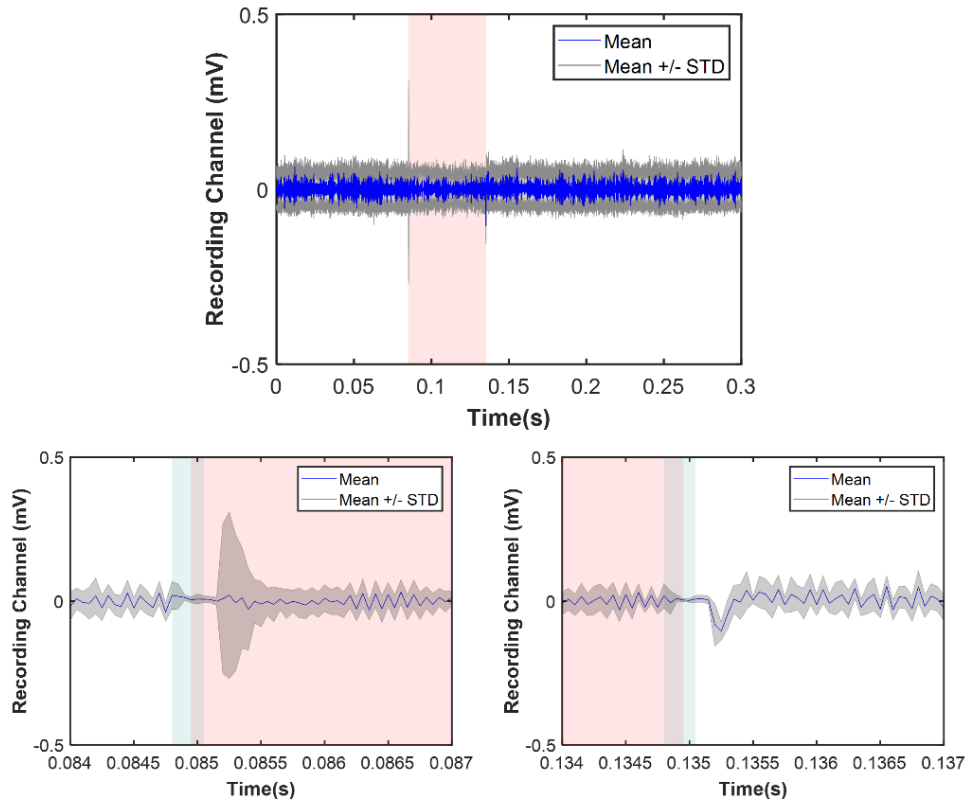 0.5
Mean
Mean +/- STD
Recording Channel (mV)
0
-0.5
0 0.05 0.1 0.15 0.2 0.25 0.3
Time(s)
0.5
Mean
Mean +/- STD
Recording Channel (mV)
0
-0.5
0.084 0.0845 0.085 0.0855 0.086 0.0865 0.087
Time(s)
0.5
Mean
Mean +/- STD
Recording Channel (mV)
0
-0.5
0.134 0.1345 0.135 0.1355 0.136 0.1365 0.137
Time(s)